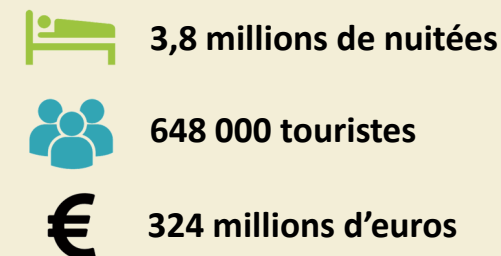 3,8 millions de nuitées
648 000 touristes
€ 324 millions d’euros